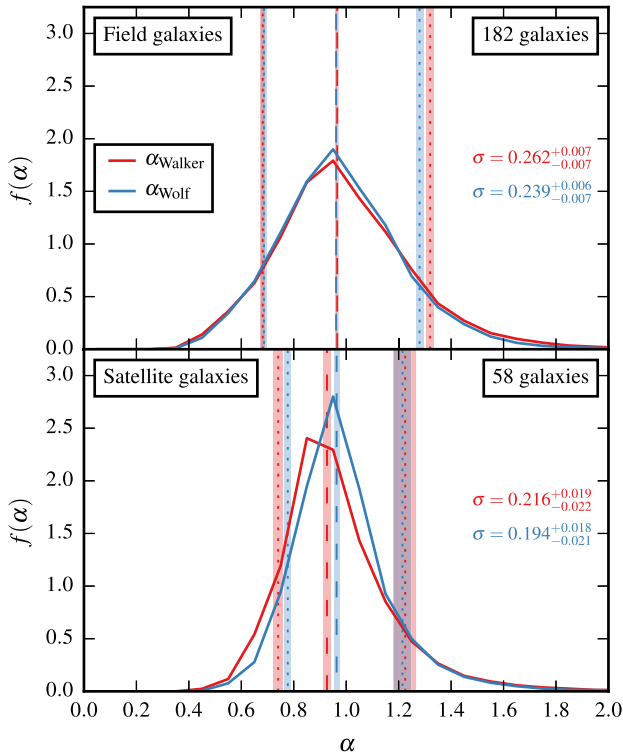 Field galaxies
182 galaxies
3.0
2.5
2.0
1.5
1.0
0.5
0.0
f(α)
α_Walker
α_Wolf
σ = 0.262^{+0.007}_{-0.007}
σ = 0.239^{+0.006}_{-0.007}
Satellite galaxies
58 galaxies
3.0
2.5
2.0
1.5
1.0
0.5
0.0
f(α)
σ = 0.216^{+0.019}_{-0.022}
σ = 0.194^{+0.018}_{-0.021}
0.0 0.2 0.4 0.6 0.8 1.0 1.2 1.4 1.6 1.8 2.0
α